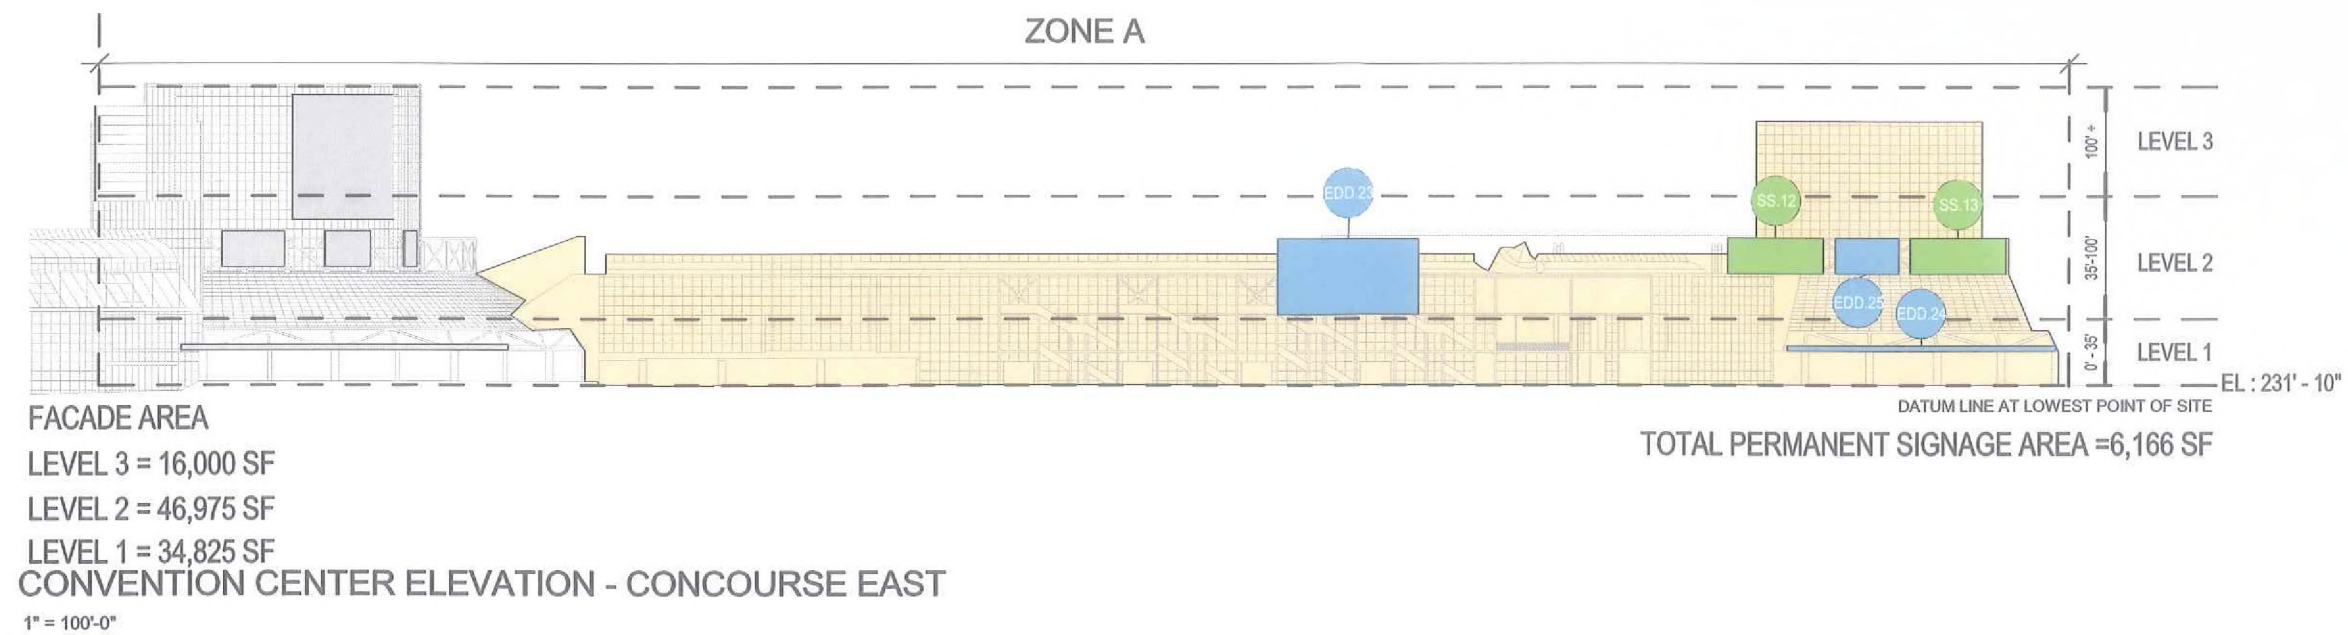 ZONE A
100' +
LEVEL 3
EDD.23
SS.12
SS.13
35'-100'
LEVEL 2
EDD.25
EDD.24
0' - 35'
LEVEL 1
EL : 231' - 10"
DATUM LINE AT LOWEST POINT OF SITE
FACADE AREA
TOTAL PERMANENT SIGNAGE AREA =6,166 SF
LEVEL 3 = 16,000 SF
LEVEL 2 = 46,975 SF
LEVEL 1 = 34,825 SF
CONVENTION CENTER ELEVATION - CONCOURSE EAST
1" = 100'-0"